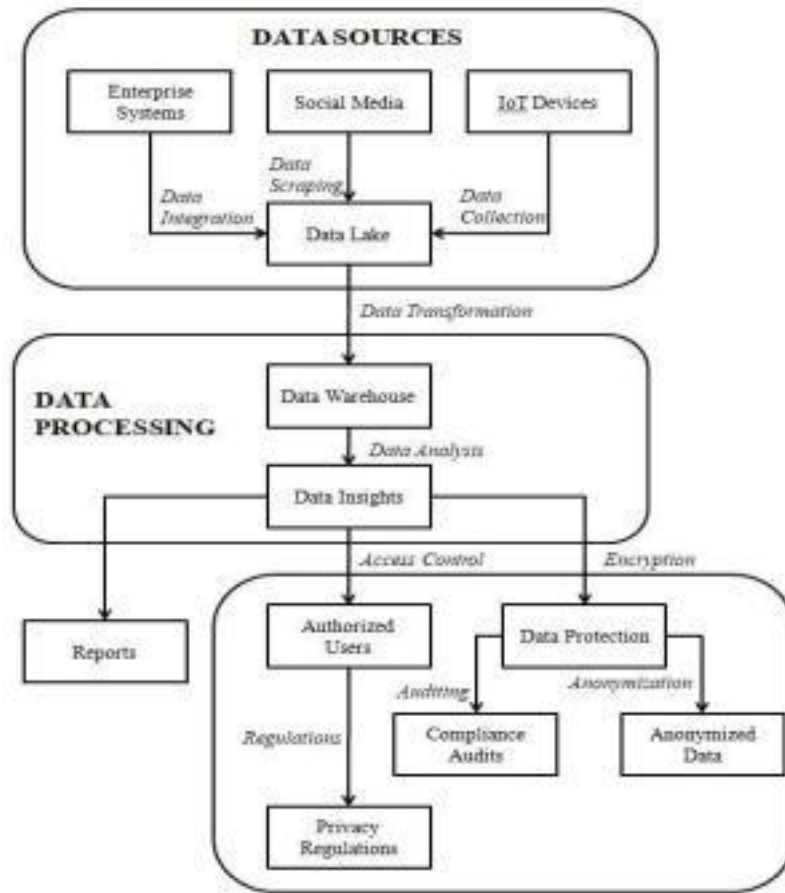 DATA SOURCES
Enterprise
Systems
Social Media
IoT Devices
Data
Scraping
Data
Integration
Data
Collection
Data Lake
Data Transformation
DATA
PROCESSING
Data Warehouse
Data Analysis
Data Insights
Access Control
Encryption
Reports
Authorized
Users
Data Protection
Auditing
Anonymization
Regulations
Compliance
Audits
Anonymized
Data
Privacy
Regulations